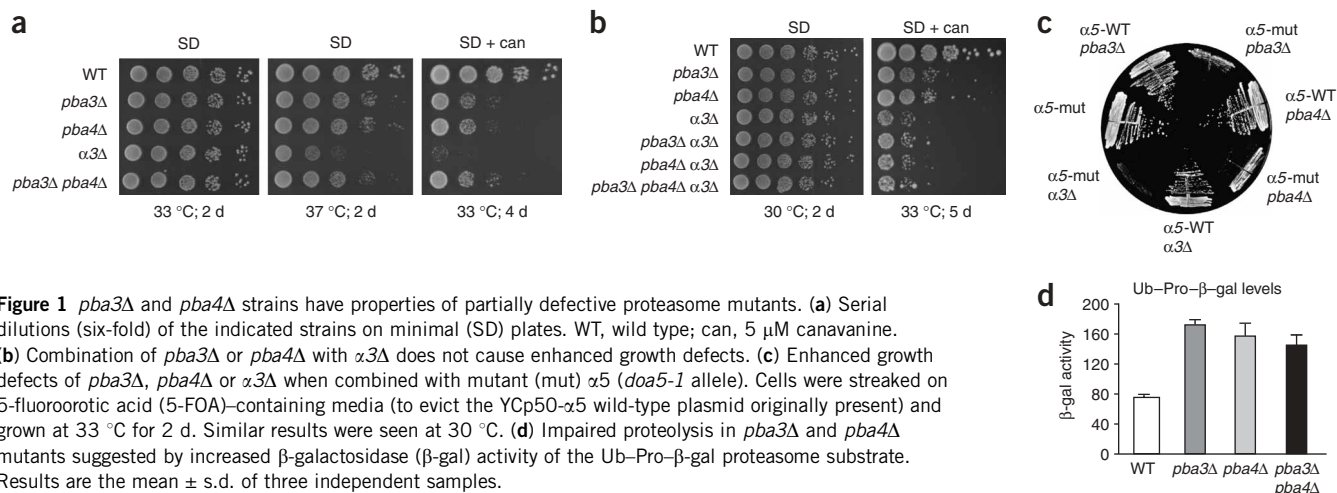 a
SD
SD
SD + can
WT
pba3Δ
pba4Δ
α3Δ
pba3Δ pba4Δ
33 °C; 2 d
37 °C; 2 d
33 °C; 4 d
b
SD
SD + can
WT
pba3Δ
pba4Δ
α3Δ
pba3Δ α3Δ
pba4Δ α3Δ
pba3Δ pba4Δ α3Δ
30 °C; 2 d
33 °C; 5 d
c
α5-WT
pba3Δ
α5-mut
pba3Δ
α5-mut
α5-WT
pba4Δ
α5-mut
α3Δ
α5-mut
pba4Δ
α5-WT
α3Δ
Figure 1 pba3Δ and pba4Δ strains have properties of partially defective proteasome mutants. (a) Serial
dilutions (six-fold) of the indicated strains on minimal (SD) plates. WT, wild type; can, 5 μM canavanine.
(b) Combination of pba3Δ or pba4Δ with α3Δ does not cause enhanced growth defects. (c) Enhanced growth
defects of pba3Δ, pba4Δ or α3Δ when combined with mutant (mut) α5 (doa5-1 allele). Cells were streaked on
5-fluoroorotic acid (5-FOA)–containing media (to evict the YCp50-α5 wild-type plasmid originally present) and
grown at 33 °C for 2 d. Similar results were seen at 30 °C. (d) Impaired proteolysis in pba3Δ and pba4Δ
mutants suggested by increased β-galactosidase (β-gal) activity of the Ub–Pro–β-gal proteasome substrate.
Results are the mean ± s.d. of three independent samples.
d
Ub–Pro–β-gal levels
β-gal activity
200
160
120
80
40
0
WT
pba3Δ
pba4Δ
pba3Δ
pba4Δ